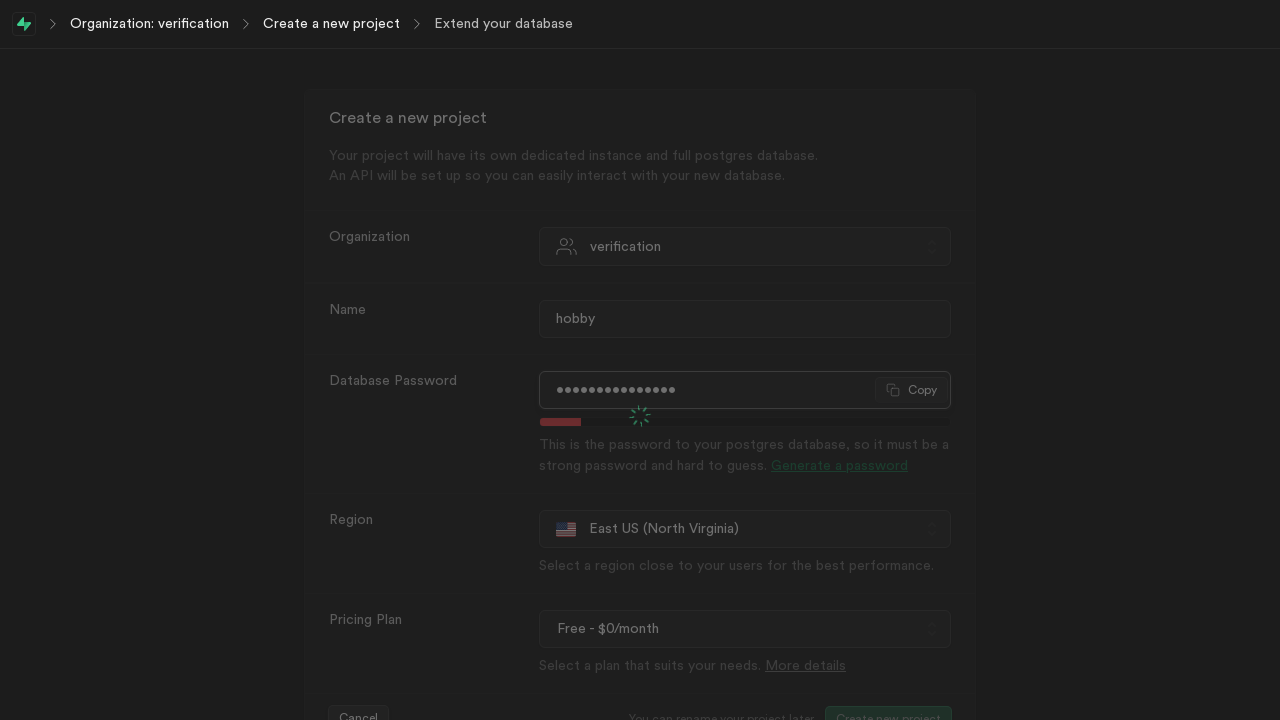 Organization: verification
Create a new project
Extend your database
Create a new project
Your project will have its own dedicated instance and full postgres database.
An API will be set up so you can easily interact with your new database.
Organization
verification
Name
hobby
Database Password
•••••••••••••••
Copy
This is the password to your postgres database, so it must be a
strong password and hard to guess. Generate a password
Region
East US (North Virginia)
Select a region close to your users for the best performance.
Pricing Plan
Free - $0/month
Select a plan that suits your needs. More details
Cancel
You can rename your project later
Create new project